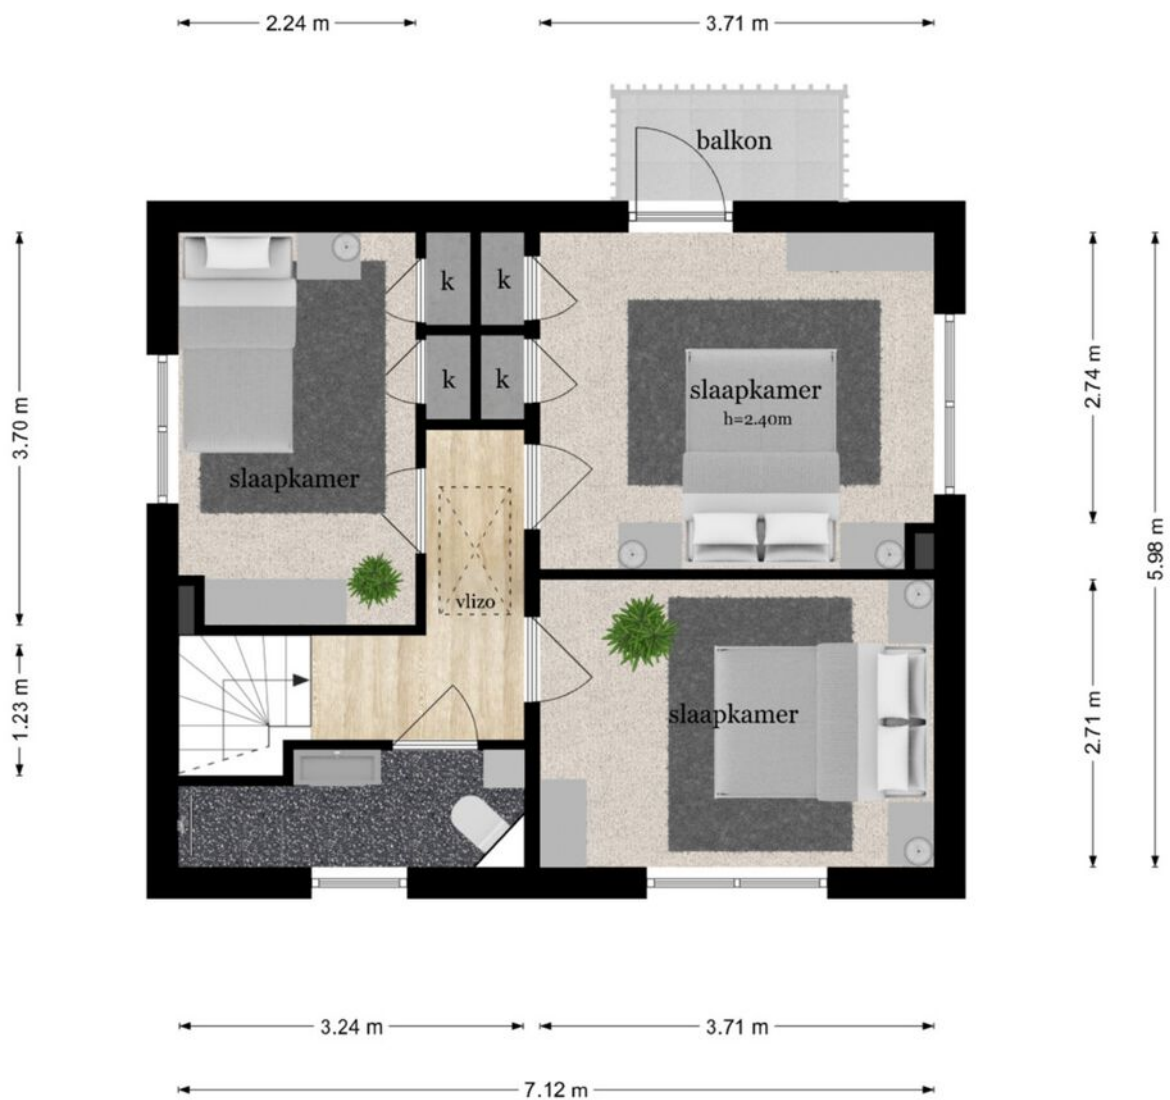 2.24 m
3.71 m
balkon
k
k
k
k
slaapkamer
h=2.40m
slaapkamer
vlizo
slaapkamer
3.70 m
1.23 m
2.74 m
2.71 m
5.98 m
3.24 m
3.71 m
7.12 m